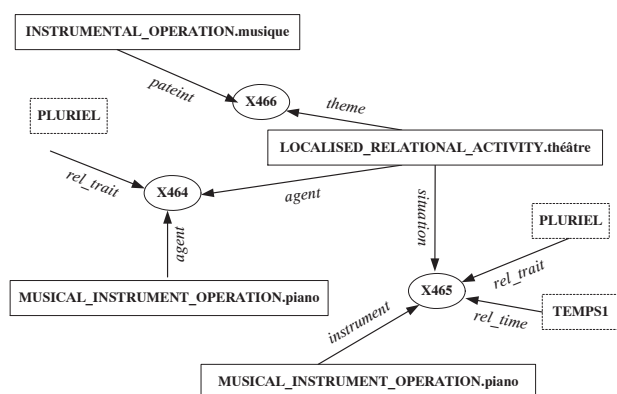 INSTRUMENTAL_OPERATION.musique
pateint
X466
theme
PLURIEL
LOCALISED_RELATIONAL_ACTIVITY.théâtre
rel_trait
X464
agent
situation
PLURIEL
agent
rel_trait
MUSICAL_INSTRUMENT_OPERATION.piano
X465
instrument
rel_time
TEMPS1
MUSICAL_INSTRUMENT_OPERATION.piano